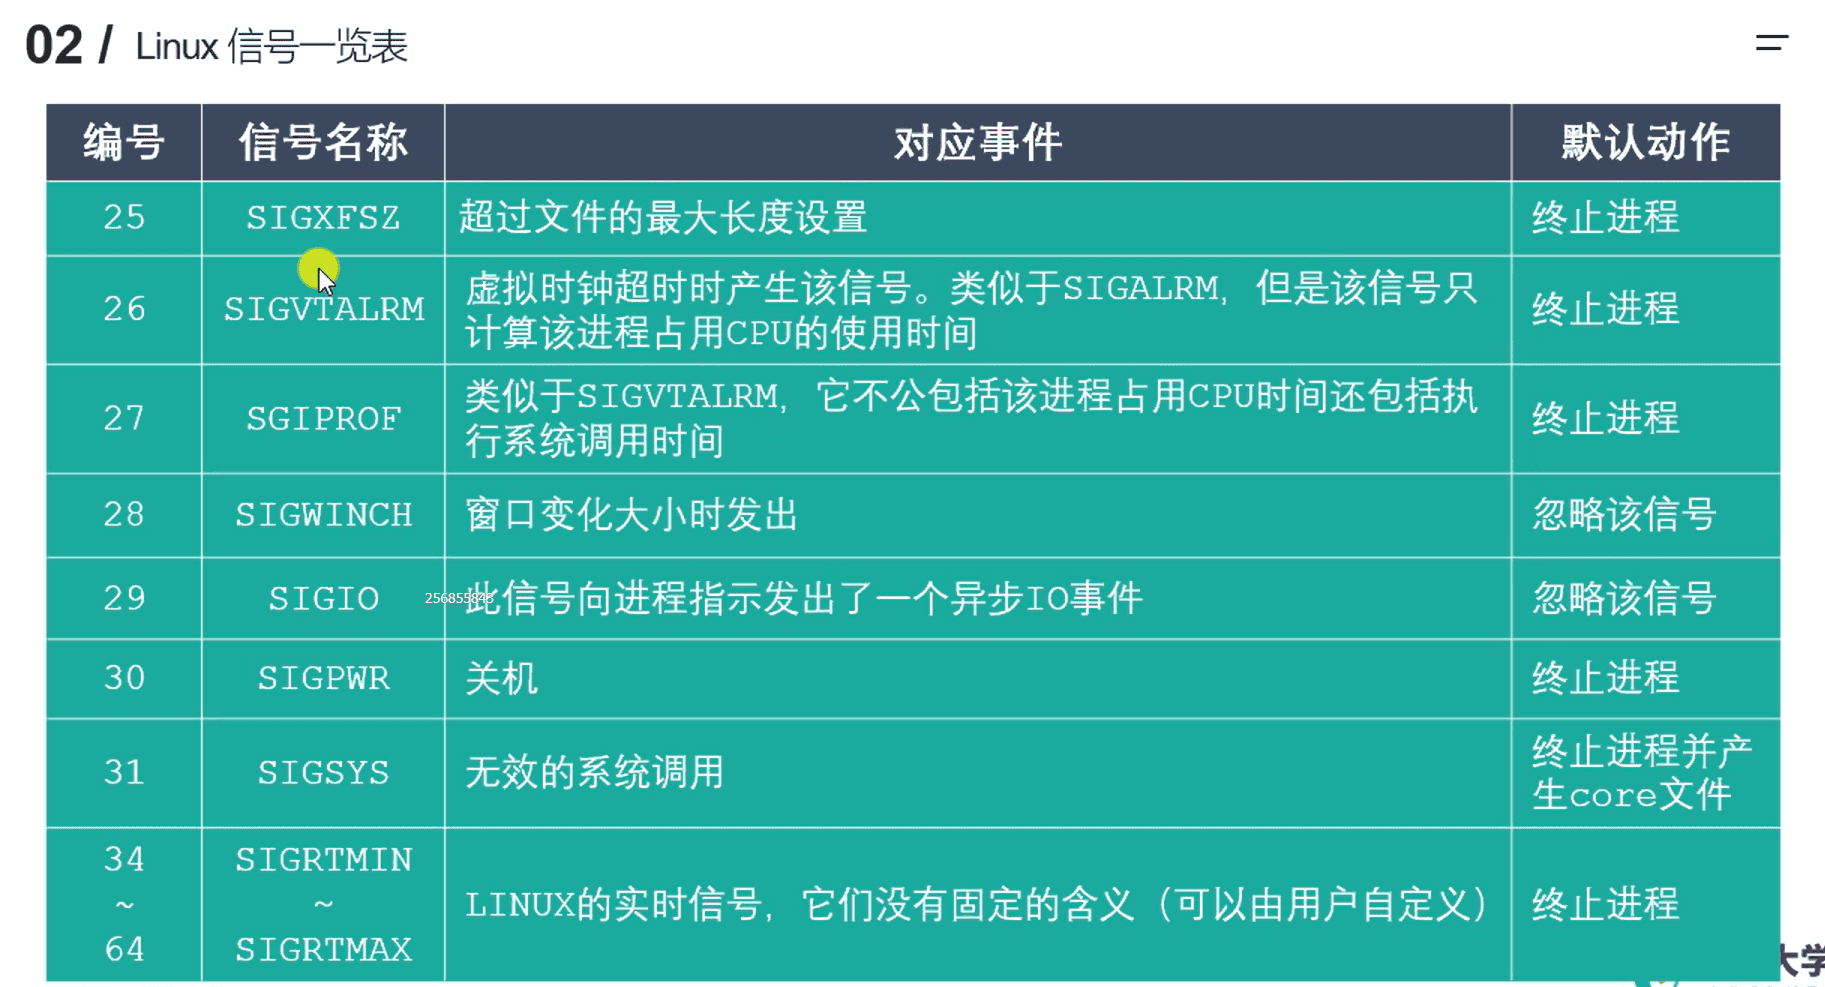 02 / Linux 信号一览表
编号 信号名称 对应事件 默认动作
25 SIGXFSZ 超过文件的最大长度设置 终止进程
26 SIGVTALRM 虚拟时钟超时时产生该信号。类似于SIGALRM，但是该信号只
计算该进程占用CPU的使用时间 终止进程
27 SGIPROF 类似于SIGVTALRM，它不公包括该进程占用CPU时间还包括执
行系统调用时间 终止进程
28 SIGWINCH 窗口变化大小时发出 忽略该信号
29 SIGIO 此信号向进程指示发出了一个异步IO事件 忽略该信号
256855845
30 SIGPWR 关机 终止进程
31 SIGSYS 无效的系统调用 终止进程并产
生core文件
34 SIGRTMIN
~ ~ LINUX的实时信号，它们没有固定的含义（可以由用户自定义） 终止进程
64 SIGRTMAX
大学